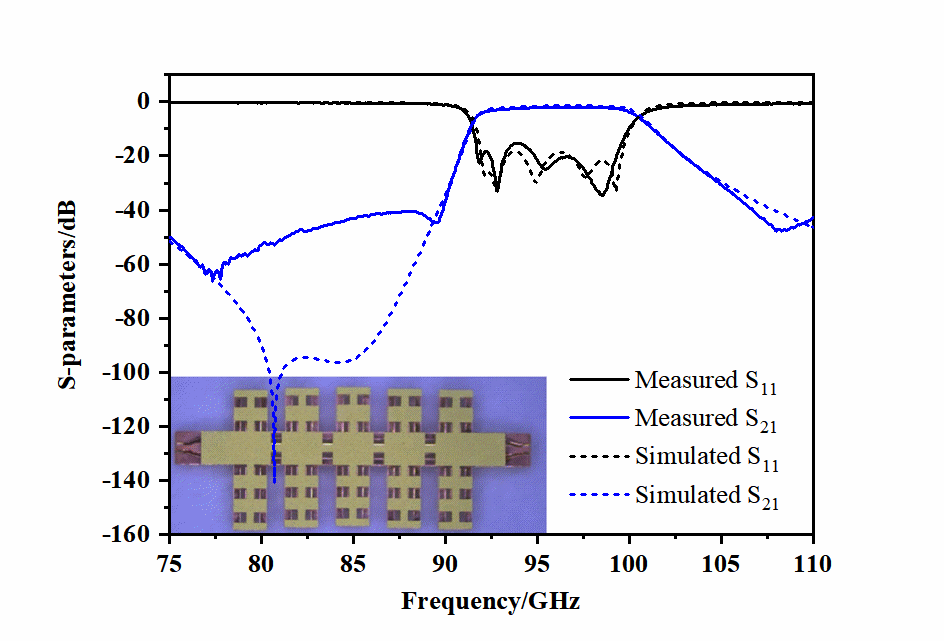 0
-20
-40
-60
-80
-100
-120
-140
-160
S-parameters/dB
Measured S11
Measured S21
Simulated S11
Simulated S21
75 80 85 90 95 100 105 110
Frequency/GHz